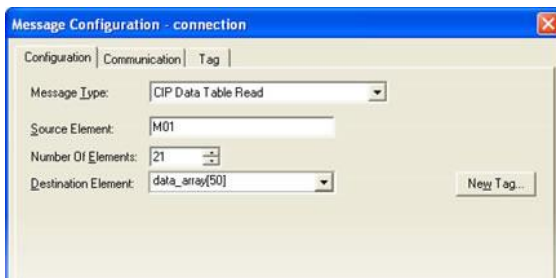 Message Configuration - connection
Configuration Communication Tag
Message Type: CIP Data Table Read
Source Element: M01
Number Of Elements: 21
Destination Element: data_array[50] New Tag...